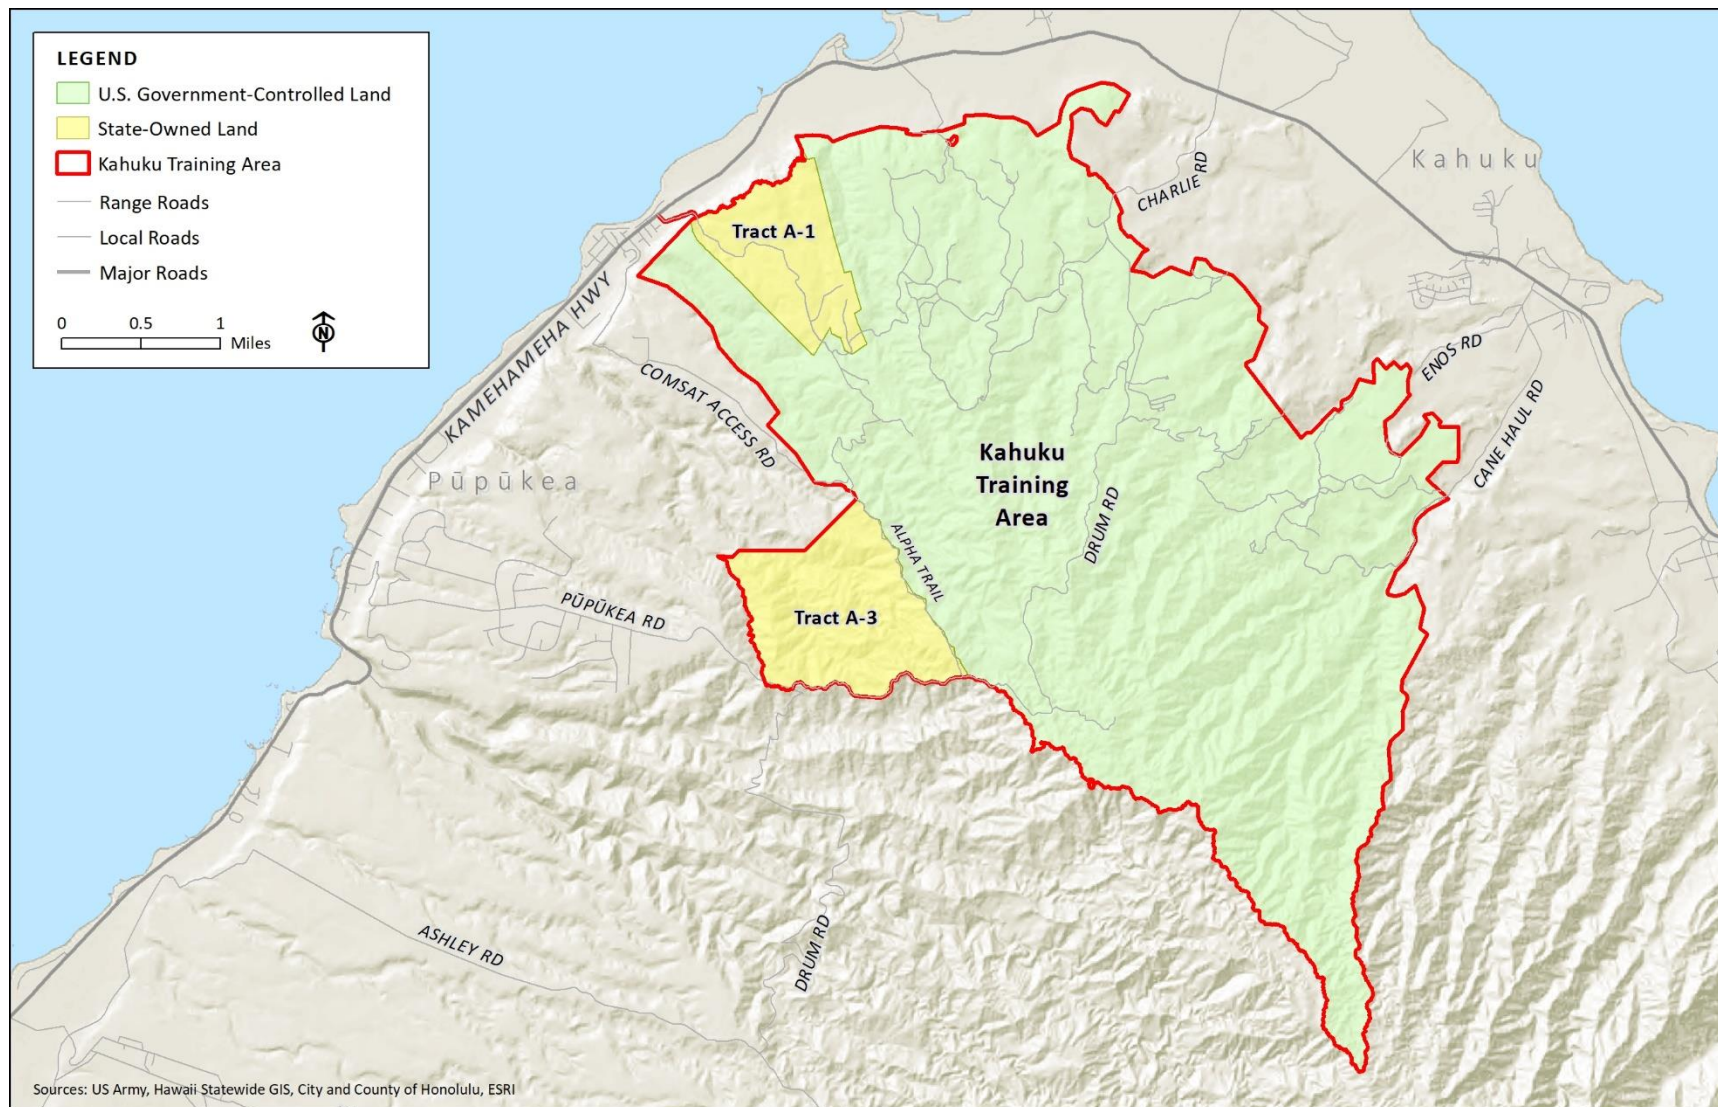 LEGEND
U.S. Government-Controlled Land
State-Owned Land
Kahuku Training Area
Range Roads
Local Roads
Major Roads
0 0.5 1
Miles
N
Kahuku
CHARLIE RD
Tract A-1
KAMEHAMEHA HWY
ENOS RD
COMSAT ACCESS RD
CANE HAUL RD
Pūpūkea
Kahuku
Training
Area
DRUM RD
ALPHA TRAIL
PŪPŪKEA RD
Tract A-3
ASHLEY RD
DRUM RD
Sources: US Army, Hawaii Statewide GIS, City and County of Honolulu, ESRI